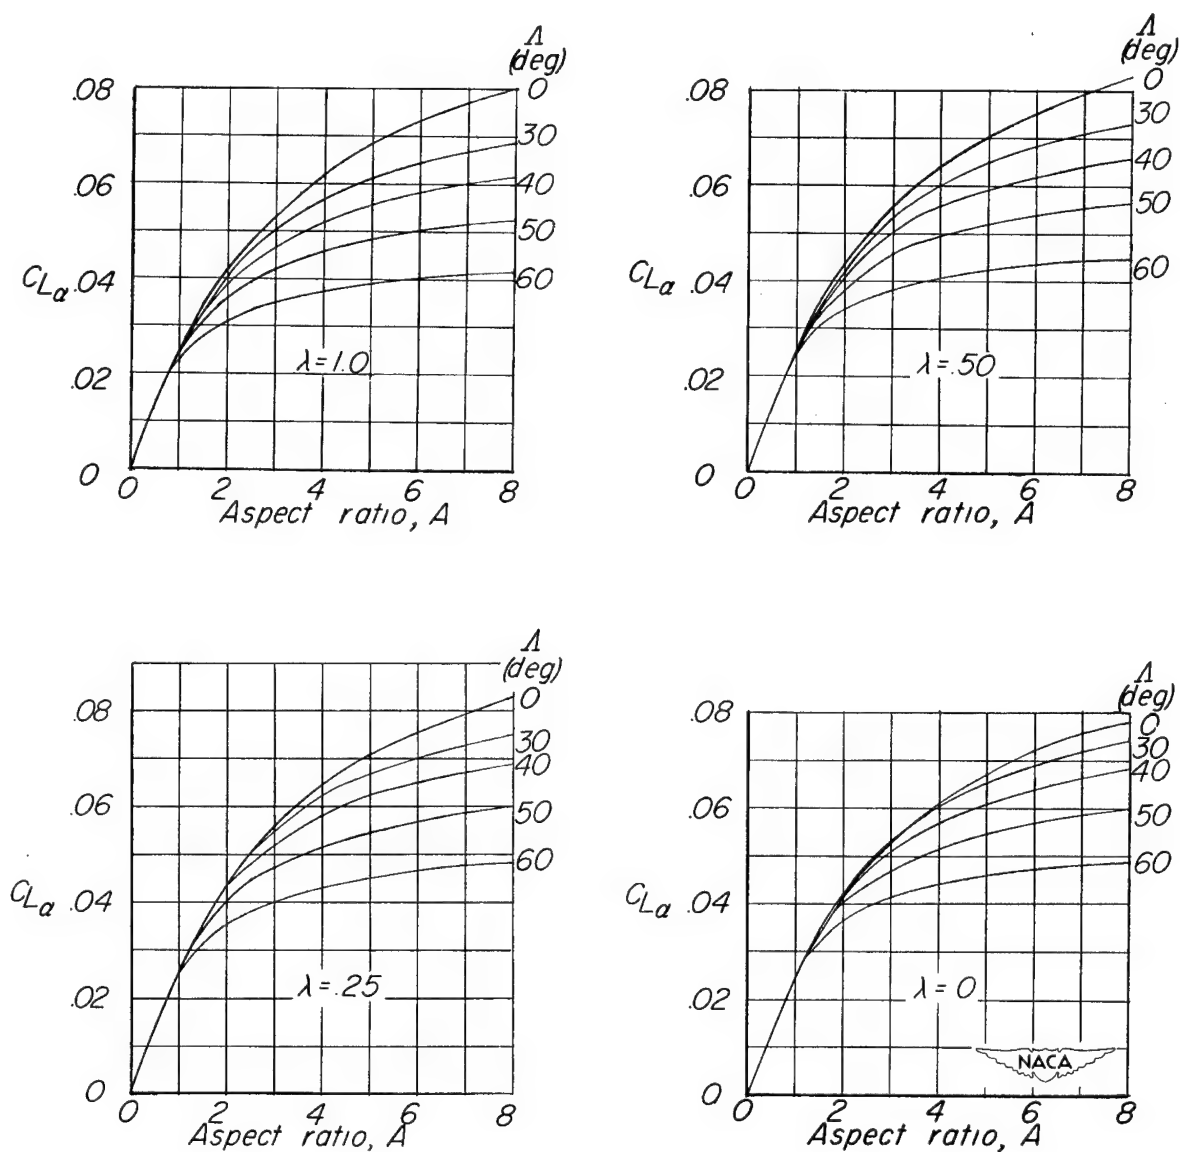 Λ
(deg)
.08
0
30
.06
40
50
CLα .04
60
λ=1.0
.02
0
0 2 4 6 8
Aspect ratio, A
Λ
(deg)
.08
0
30
.06
40
50
CLα .04
60
λ=.50
.02
0
0 2 4 6 8
Aspect ratio, A
Λ
(deg)
.08
0
30
40
.06
50
60
CLα .04
λ=.25
.02
0
0 2 4 6 8
Aspect ratio, A
Λ
(deg)
.08
0
30
40
.06
50
60
CLα .04
λ=0
.02
NACA
0
0 2 4 6 8
Aspect ratio, A